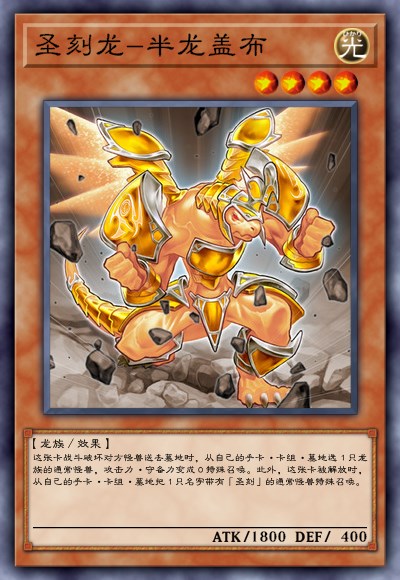 圣刻龙-半龙盖布
ひかり
光
【龙族/效果】
这张卡战斗破坏对方怪兽送去墓地时，从自己的手卡·卡组·墓地选1只龙
族的通常怪兽，攻击力·守备力变成0特殊召唤。此外，这张卡被解放时，
从自己的手卡·卡组·墓地把1只名字带有「圣刻」的通常怪兽特殊召唤。
ATK/1800 DEF/ 400